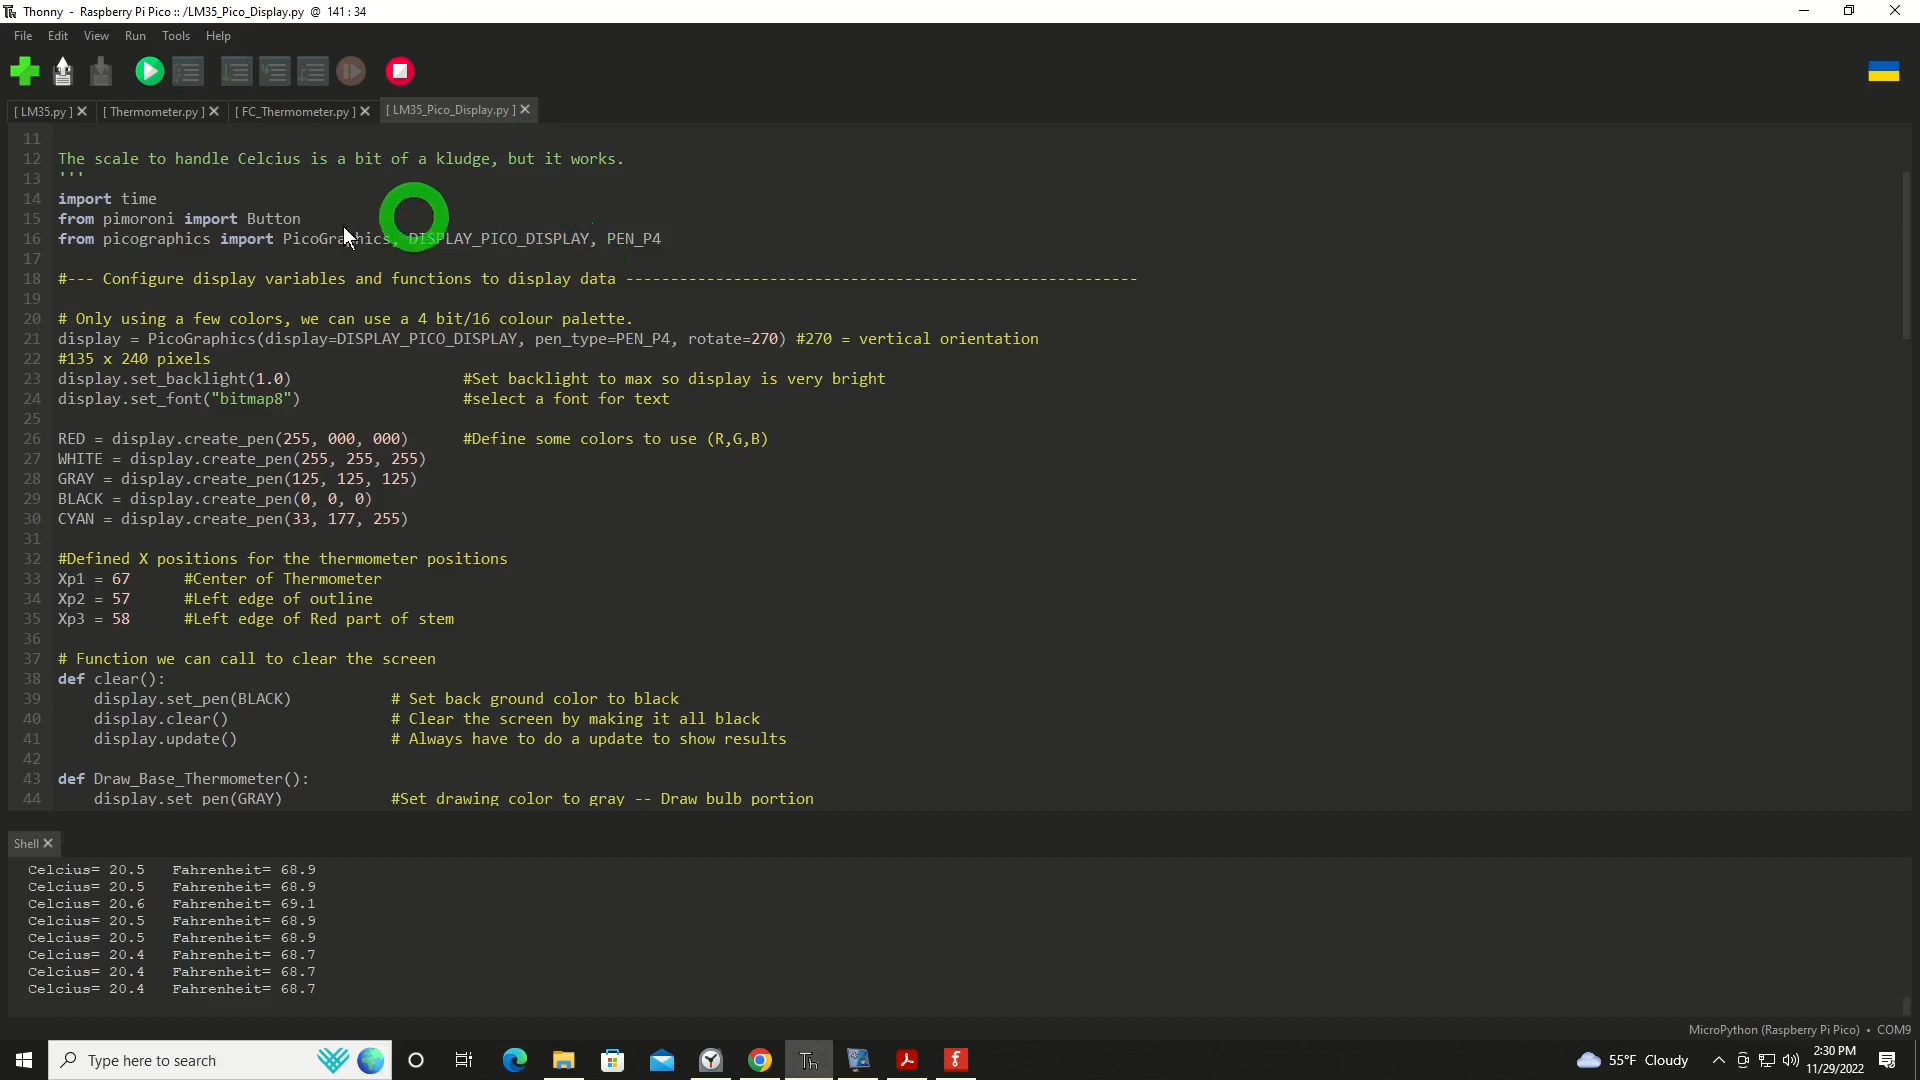 Thonny - Raspberry Pi Pico :: /LM35_Pico_Display.py @ 141 : 34
File Edit View Run Tools Help
[ LM35.py ] [ Thermometer.py ] [ FC_Thermometer.py ] [ LM35_Pico_Display.py ]
11
12 The scale to handle Celcius is a bit of a kludge, but it works.
13 '''
14 import time
15 from pimoroni import Button
16 from picographics import PicoGraphics, DISPLAY_PICO_DISPLAY, PEN_P4
17
18 #--- Configure display variables and functions to display data ---------------------------------------------------------
19
20 # Only using a few colors, we can use a 4 bit/16 colour palette.
21 display = PicoGraphics(display=DISPLAY_PICO_DISPLAY, pen_type=PEN_P4, rotate=270) #270 = vertical orientation
22 #135 x 240 pixels
23 display.set_backlight(1.0) #Set backlight to max so display is very bright
24 display.set_font("bitmap8") #select a font for text
25
26 RED = display.create_pen(255, 000, 000) #Define some colors to use (R,G,B)
27 WHITE = display.create_pen(255, 255, 255)
28 GRAY = display.create_pen(125, 125, 125)
29 BLACK = display.create_pen(0, 0, 0)
30 CYAN = display.create_pen(33, 177, 255)
31
32 #Defined X positions for the thermometer positions
33 Xp1 = 67 #Center of Thermometer
34 Xp2 = 57 #Left edge of outline
35 Xp3 = 58 #Left edge of Red part of stem
36
37 # Function we can call to clear the screen
38 def clear():
39 display.set_pen(BLACK) # Set back ground color to black
40 display.clear() # Clear the screen by making it all black
41 display.update() # Always have to do a update to show results
42
43 def Draw_Base_Thermometer():
44 display.set_pen(GRAY) #Set drawing color to gray -- Draw bulb portion
Shell
Celcius= 20.5 Fahrenheit= 68.9
Celcius= 20.5 Fahrenheit= 68.9
Celcius= 20.6 Fahrenheit= 69.1
Celcius= 20.5 Fahrenheit= 68.9
Celcius= 20.5 Fahrenheit= 68.9
Celcius= 20.4 Fahrenheit= 68.7
Celcius= 20.4 Fahrenheit= 68.7
Celcius= 20.4 Fahrenheit= 68.7
MicroPython (Raspberry Pi Pico) • COM9
Type here to search
Th
55°F Cloudy
2:30 PM
11/29/2022